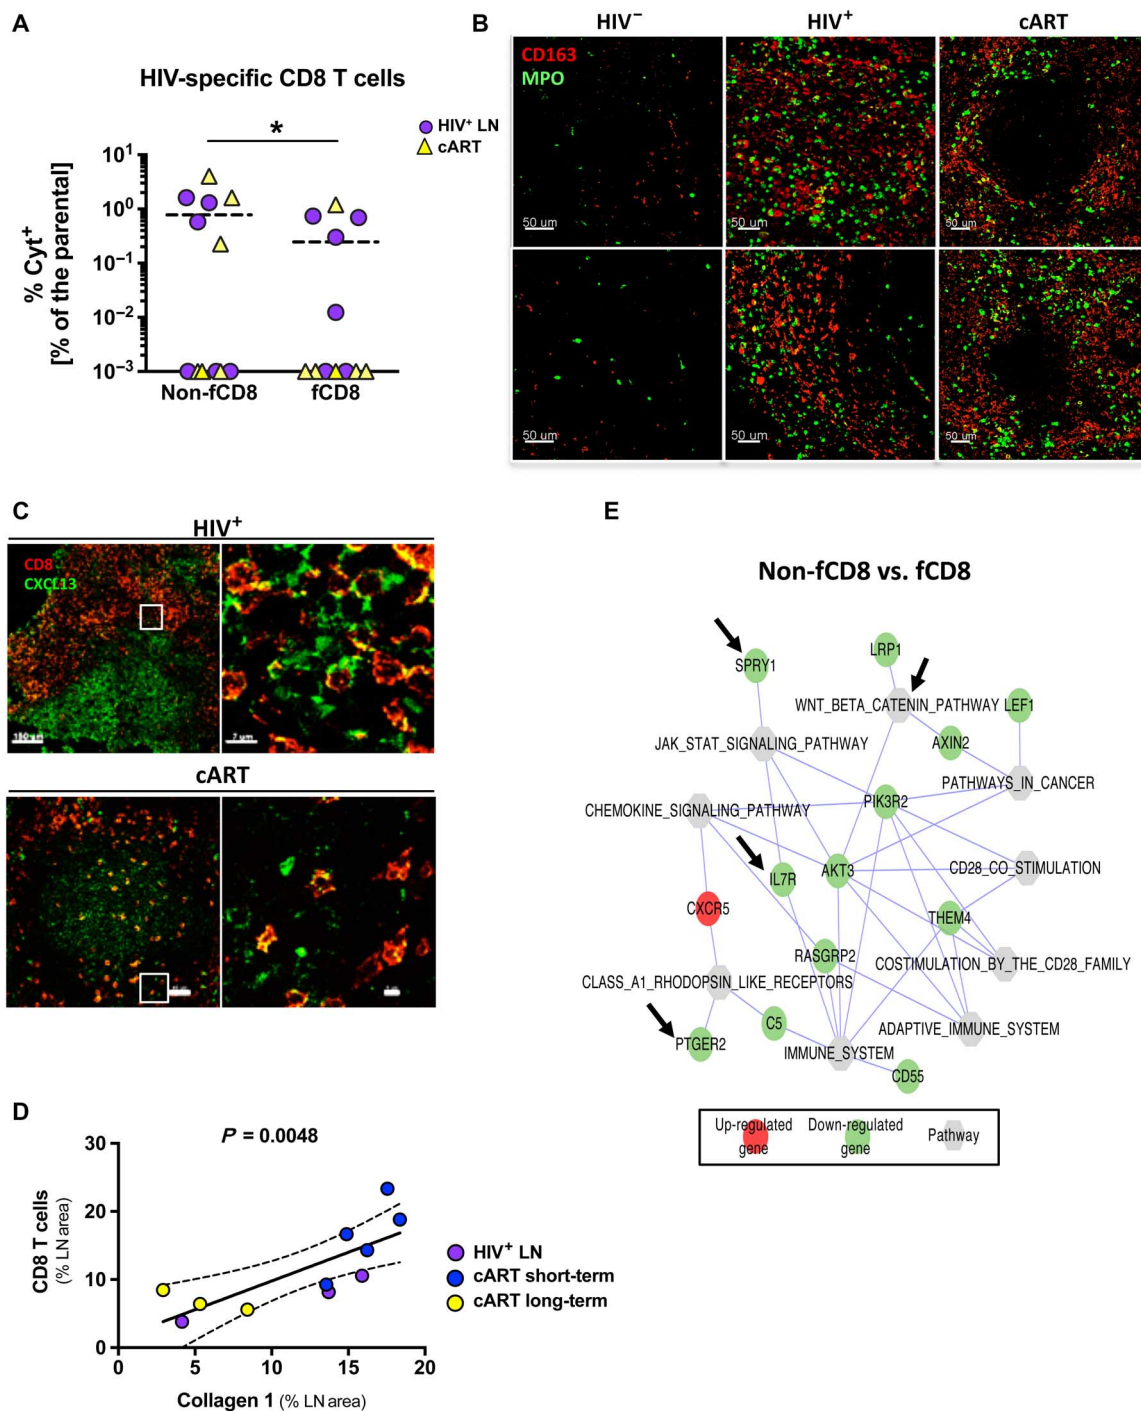 A
HIV-specific CD8 T cells
*
HIV⁺ LN
cART
% Cyt⁺
[% of the parental]
10¹
10⁰
10⁻¹
10⁻²
10⁻³
Non-fCD8
fCD8
B
HIV⁻
HIV⁺
cART
CD163
MPO
50 um
50 um
50 um
50 um
50 um
50 um
C
HIV⁺
CD8
CXCL13
7 µm
cART
D
P = 0.0048
CD8 T cells
(% LN area)
30
20
10
0
0
5
10
15
20
Collagen 1 (% LN area)
HIV⁺ LN
cART short-term
cART long-term
E
Non-fCD8 vs. fCD8
SPRY1
LRP1
WNT_BETA_CATENIN_PATHWAY
LEF1
JAK_STAT_SIGNALING_PATHWAY
AXIN2
PATHWAYS_IN_CANCER
CHEMOKINE_SIGNALING_PATHWAY
PIK3R2
IL7R
AKT3
CD28_CO_STIMULATION
CXCR5
THEM4
RASGRP2
COSTIMULATION_BY_THE_CD28_FAMILY
CLASS_A1_RHODOPSIN_LIKE_RECEPTORS
C5
ADAPTIVE_IMMUNE_SYSTEM
PTGER2
IMMUNE_SYSTEM
CD55
Up-regulated
gene
Down-regulated
gene
Pathway